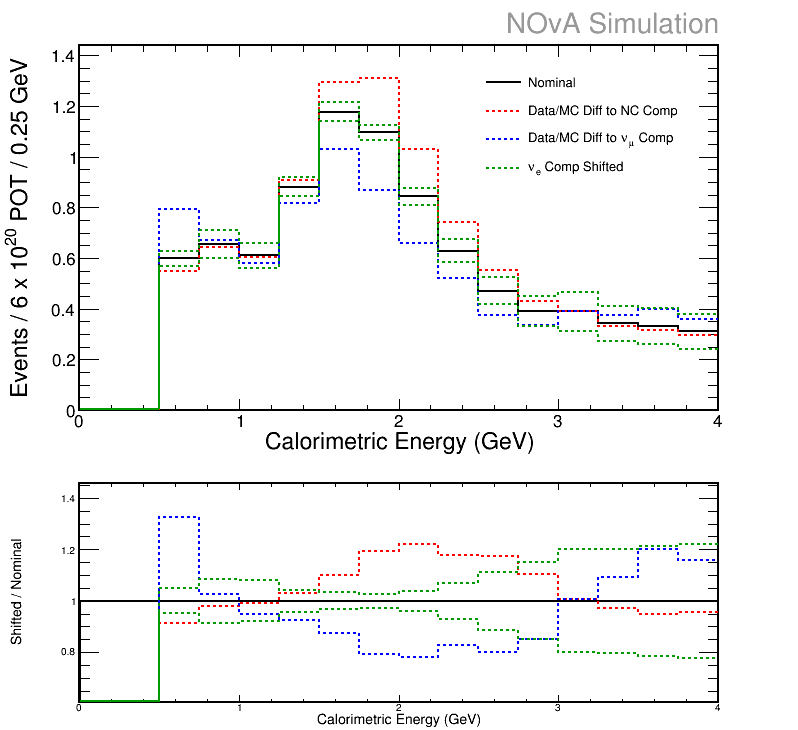 NOvA Simulation
Events / 6 x 10^20 POT / 0.25 GeV
1.4
1.2
1
0.8
0.6
0.4
0.2
0
Nominal
Data/MC Diff to NC Comp
Data/MC Diff to ν_μ Comp
ν_e Comp Shifted
0 1 2 3 4
Calorimetric Energy (GeV)
Shifted / Nominal
1.4
1.2
1
0.8
0 1 2 3 4
Calorimetric Energy (GeV)